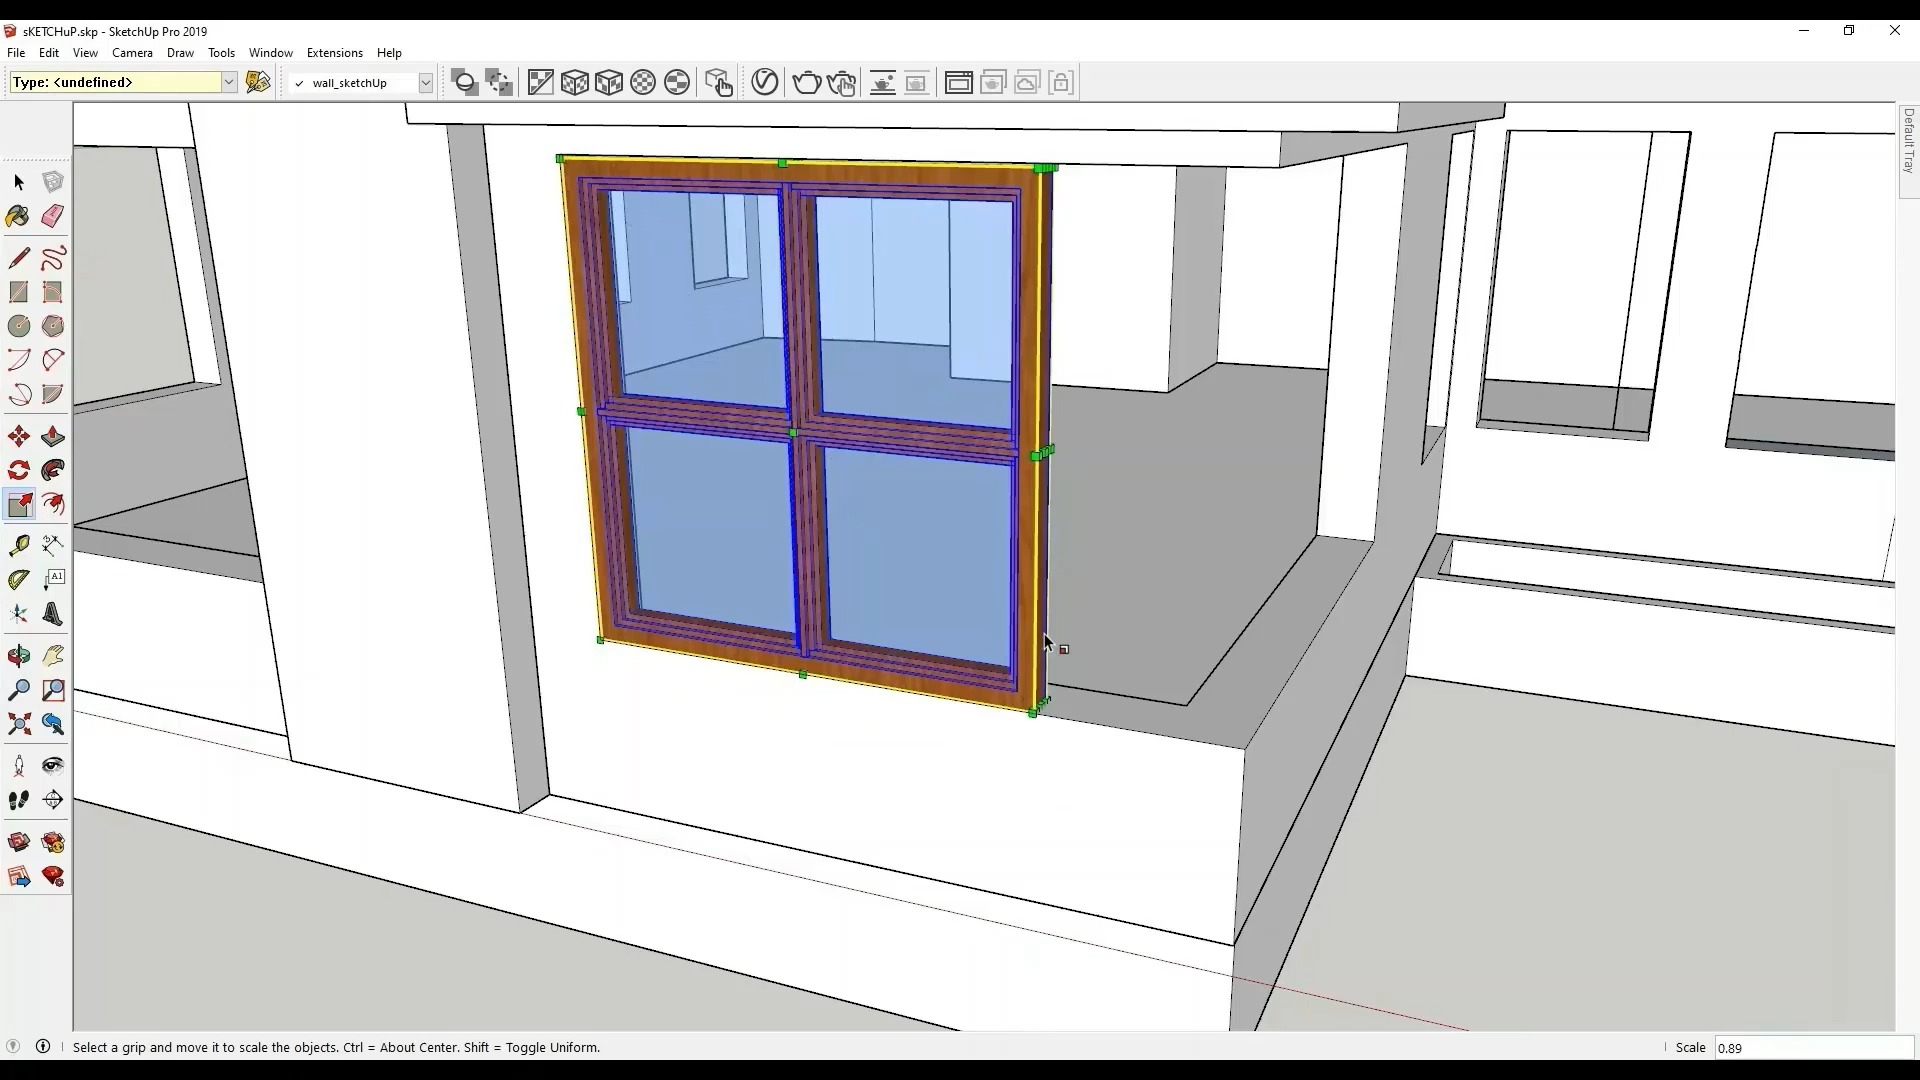 sKETCHuP.skp - SketchUp Pro 2019
File Edit View Camera Draw Tools Window Extensions Help
Type: <undefined>
✓ wall_sketchUp
Default Tray
A1
Select a grip and move it to scale the objects. Ctrl = About Center. Shift = Toggle Uniform.
Scale 0.89